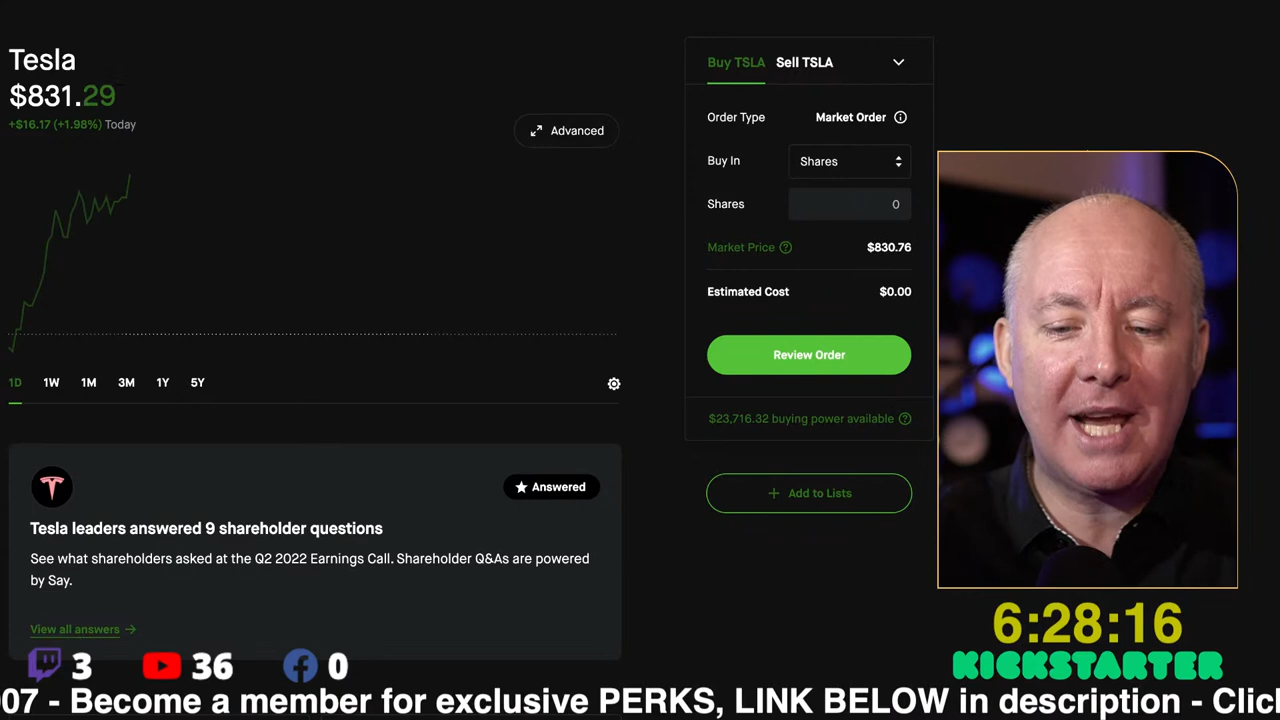 Tesla
$831.29
+$16.17 (+1.98%) Today
Advanced
1D 1W 1M 3M 1Y 5Y
Answered
Tesla leaders answered 9 shareholder questions
See what shareholders asked at the Q2 2022 Earnings Call. Shareholder Q&As are powered
by Say.
View all answers
Buy TSLA Sell TSLA
Order Type Market Order
Buy In Shares
Shares 0
Market Price $830.76
Estimated Cost $0.00
Review Order
$23,716.32 buying power available
Add to Lists
6:28:16
KICKSTARTER
3 36 0
007 - Become a member for exclusive PERKS, LINK BELOW in description - Clic